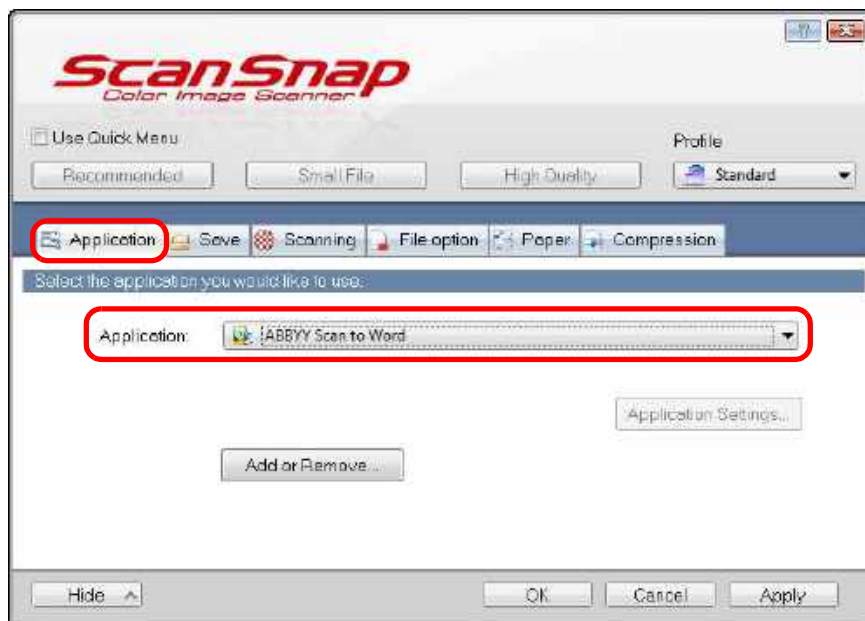 ScanSnap
Color Image Scanner
Use Quick Menu
Profile
Recommended Small File High Quality Standard
Application Save Scanning File option Paper Compression
Select the application you would like to use.
Application: ABBYY Scan to Word
Application Settings...
Add or Remove...
Hide OK Cancel Apply